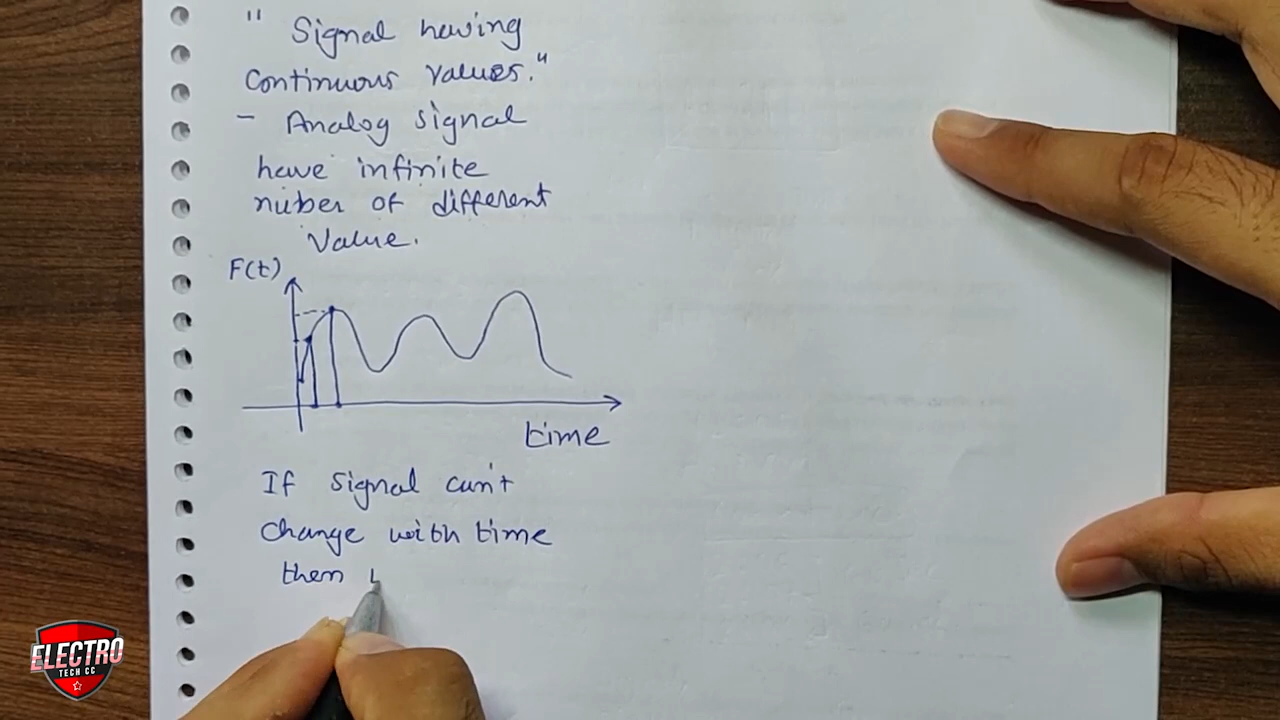 " Signal having
Continuous values."
- Analog signal
have infinite
nuber of different
Value.
F(t)
time
If signal can't
change with time
then
ELECTRO
TECH CC